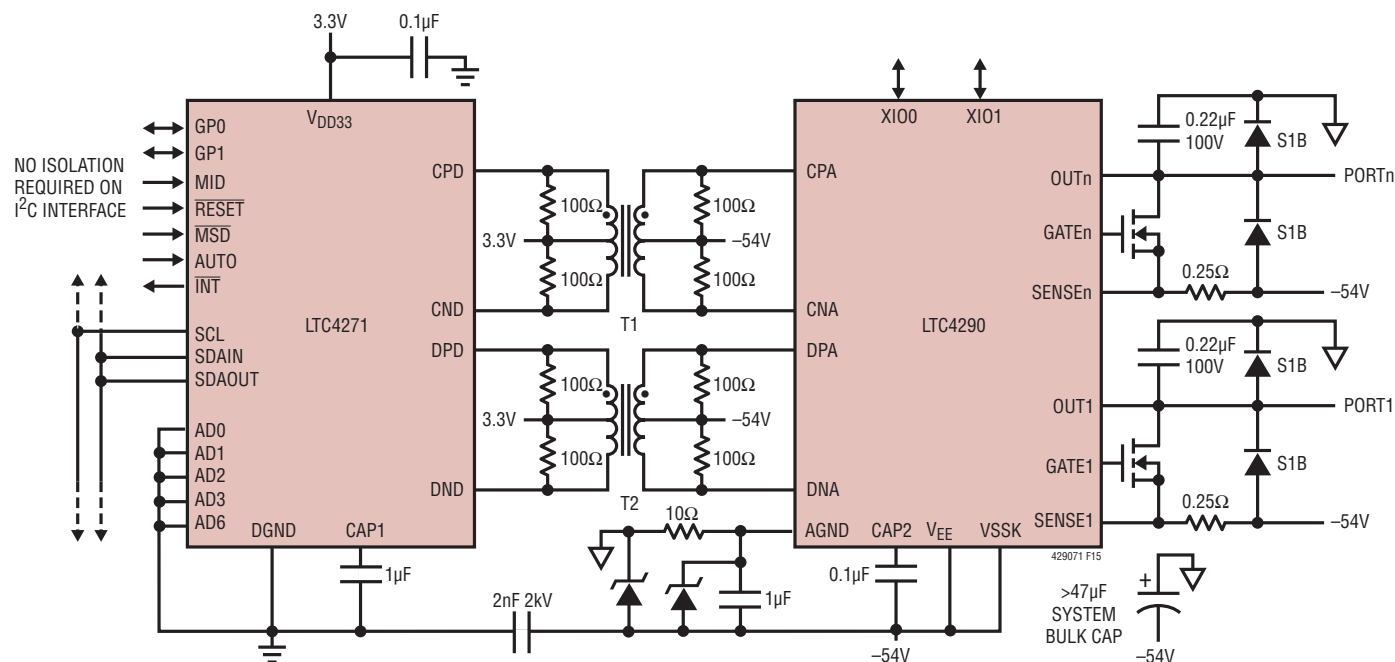 3.3V
0.1µF
VDD33
GP0
GP1
MID
RESET
MSD
AUTO
INT
NO ISOLATION
REQUIRED ON
I2C INTERFACE
SCL
SDAIN
SDAOUT
AD0
AD1
AD2
AD3
AD6
DGND
CAP1
LTC4271
CPD
CND
DPD
DND
1µF
2nF 2kV
100Ω
3.3V
100Ω
100Ω
–54V
100Ω
T1
100Ω
3.3V
100Ω
100Ω
–54V
100Ω
T2
10Ω
1µF
XIO0
XIO1
CPA
CNA
DPA
DNA
LTC4290
AGND
CAP2
VEE
VSSK
0.1µF
–54V
OUTn
GATEn
SENSEn
OUT1
GATE1
SENSE1
0.22µF
100V
S1B
PORTn
S1B
0.25Ω
–54V
0.22µF
100V
S1B
PORT1
S1B
0.25Ω
–54V
429071 F15
+
>47µF
SYSTEM
BULK CAP
–54V